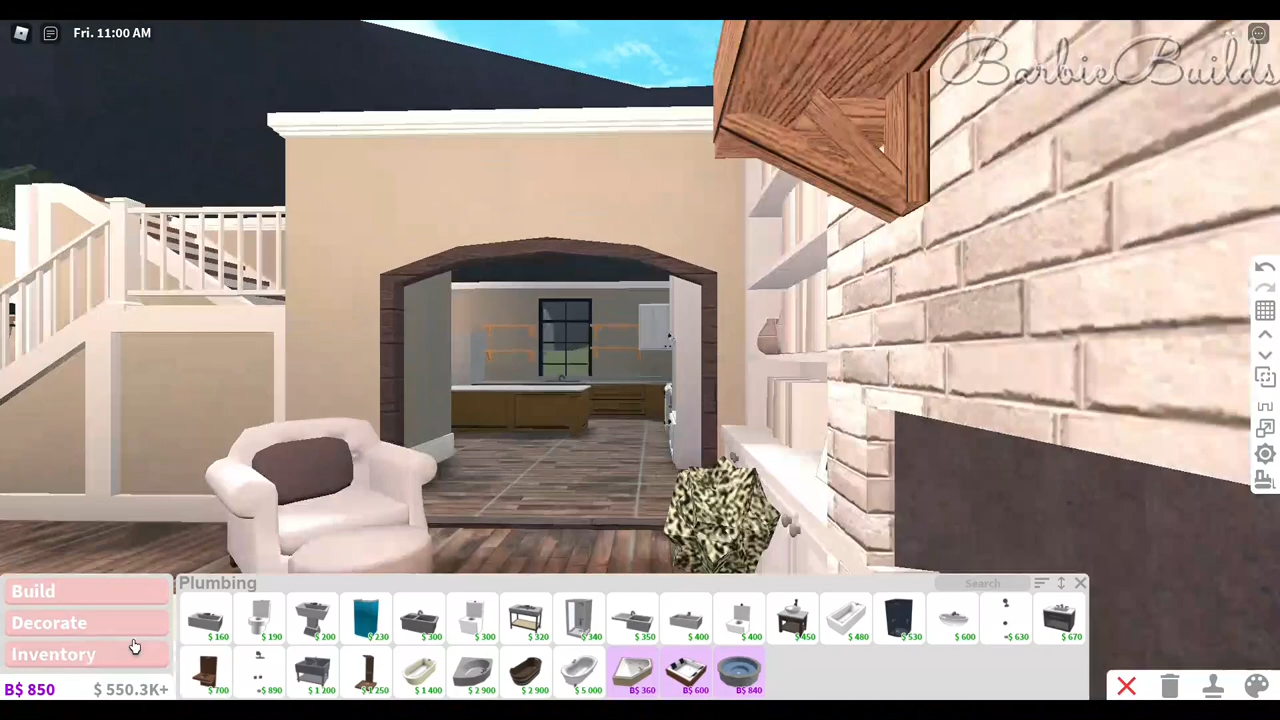 Fri. 11:00 AM
BarbieBuilds
Build
Decorate
Inventory
B$ 850 $ 550.3K+
Plumbing
Search
$ 160 $ 190 $ 200 $ 230 $ 300 $ 300 $ 320 $ 340 $ 350 $ 400 $ 400 $ 450 $ 480 $ 530 $ 600 +$ 630 $ 670
$ 700 +$ 890 $ 1 200 $ 1 250 $ 1 400 $ 2 900 $ 2 900 $ 5 000 B$ 360 B$ 600 B$ 840